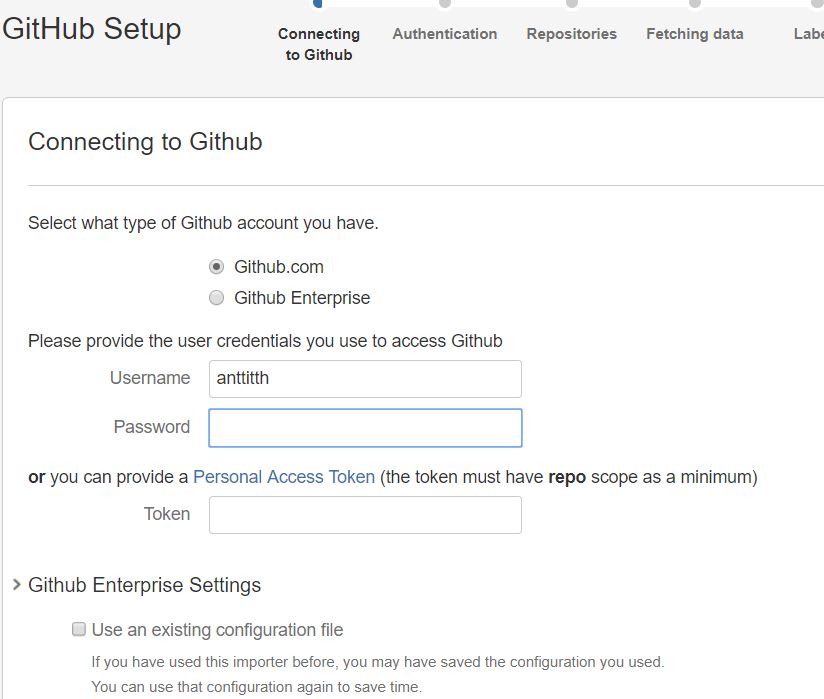 GitHub Setup
Connecting
to Github
Authentication
Repositories
Fetching data
Connecting to Github
Select what type of Github account you have.
Github.com
Github Enterprise
Please provide the user credentials you use to access Github
Username anttitth
Password
or you can provide a Personal Access Token (the token must have repo scope as a minimum)
Token
Github Enterprise Settings
Use an existing configuration file
If you have used this importer before, you may have saved the configuration you used.
You can use that configuration again to save time.